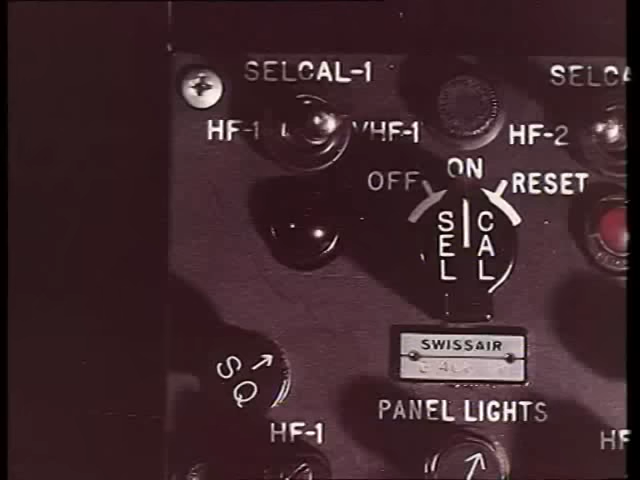 SELCAL-1
SELCA
HF-1
VHF-1
HF-2
ON
OFF
RESET
SEL
CAL
SWISSAIR
SQ
PANEL LIGHTS
HF-1
HF